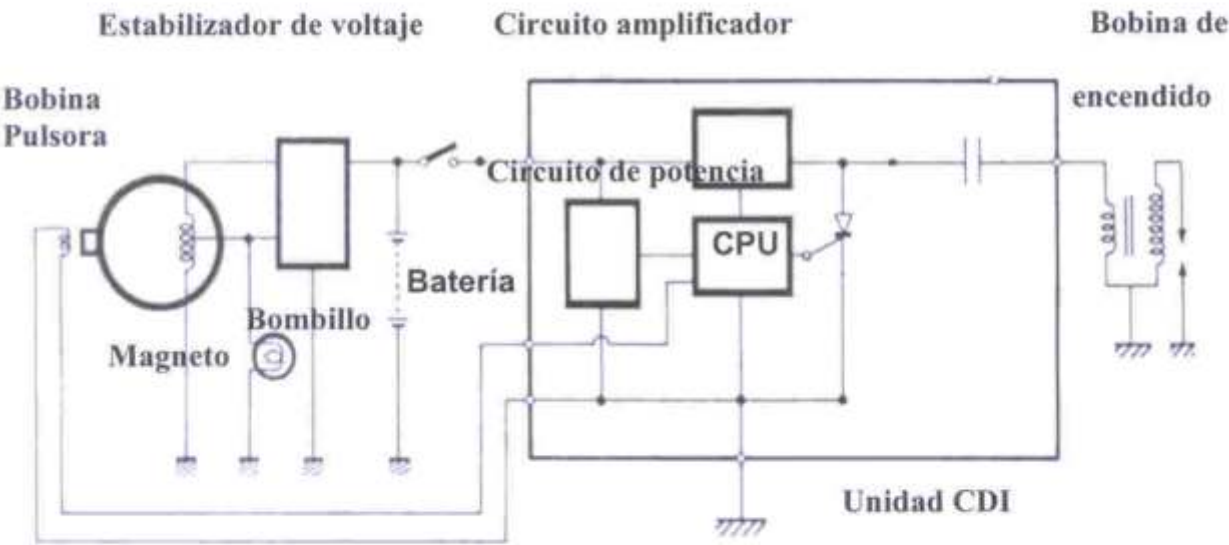 Estabilizador de voltaje
Circuito amplificador
Bobina de
encendido
Bobina
Pulsora
Circuito de potencia
CPU
Batería
Bombillo
Magneto
Unidad CDI